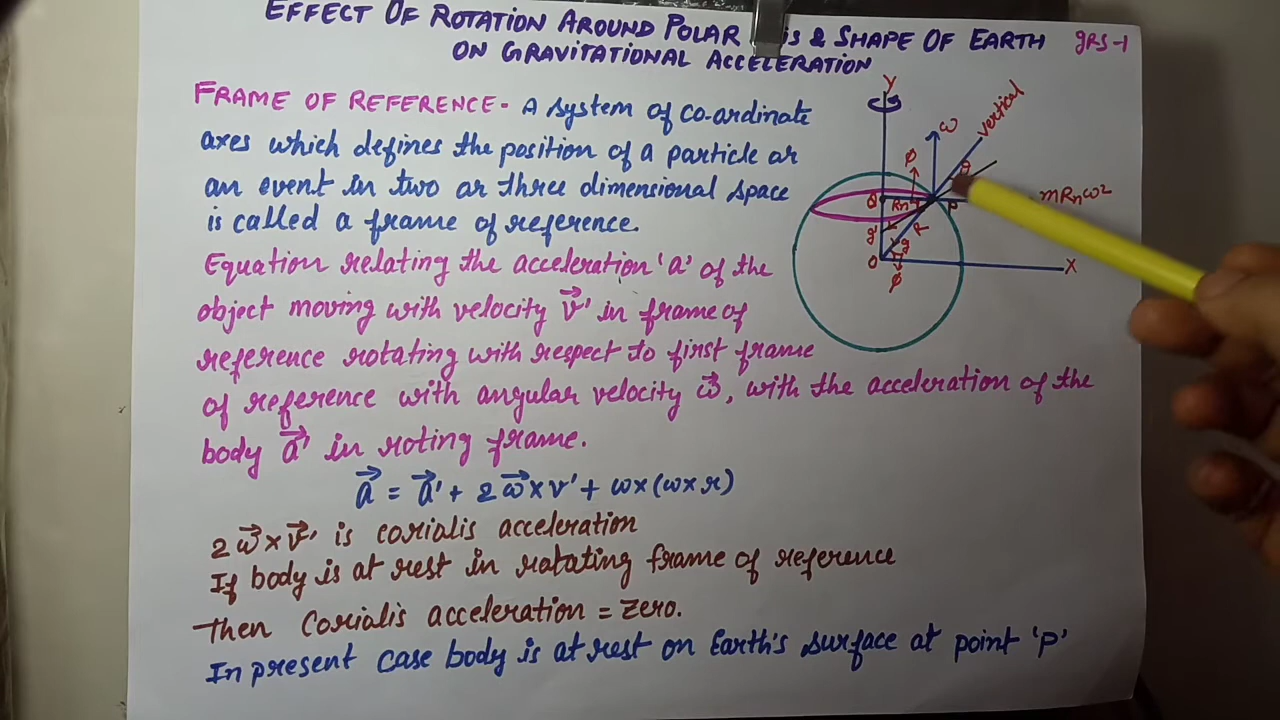 EFFECT OF ROTATION AROUND POLAR is & SHAPE OF EARTH
ON GRAVITATIONAL ACCELERATION
GRS-1
FRAME OF REFERENCE- A system of co-ordinate
axes which defines the position of a particle or
an event in two or three dimensional space
is called a frame of reference.
Equation relating the acceleration 'a' of the
object moving with velocity v⃗' in frame of
reference rotating with respect to first frame
of reference with angular velocity ω⃗, with the acceleration of the
body a⃗' in roting frame.
a⃗ = a⃗' + 2ω⃗×v' + ω×(ω×r)
2ω⃗×v⃗' is corialis acceleration
If body is at rest in rotating frame of reference
Then Corialis acceleration = Zero.
In present case body is at rest on Earth's surface at point 'P'
Y
ω
vertical
φ
θ
Q
Rn
P
mRnω²
g'
R
g
O
φ
X